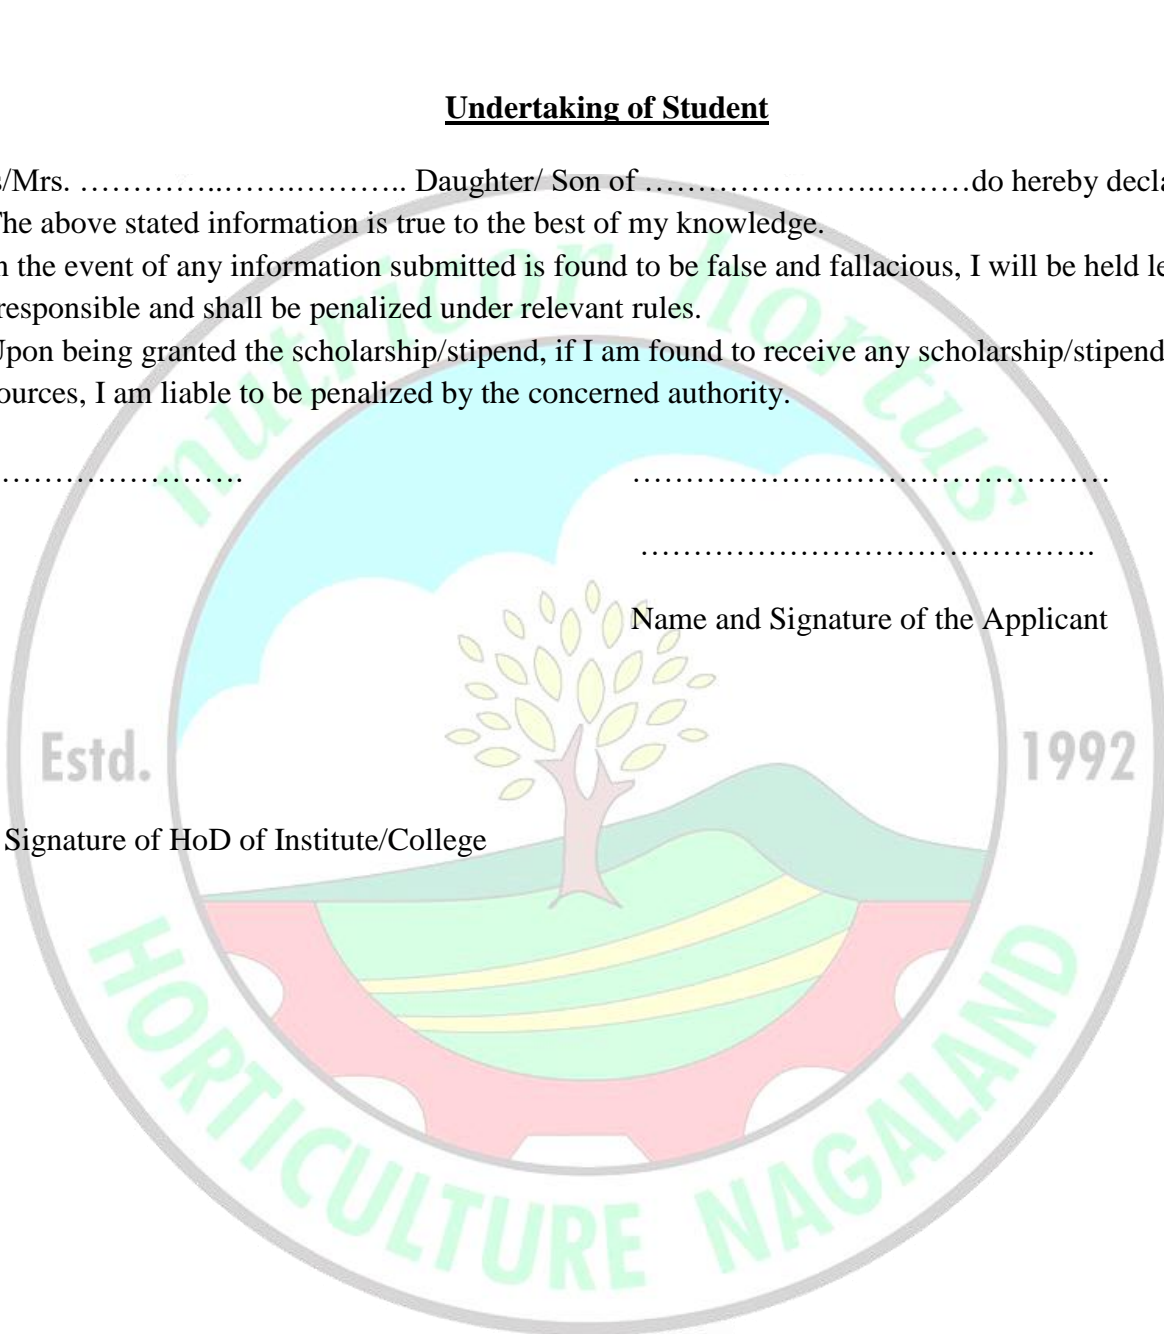 Undertaking of Student
s/Mrs. …………..…….……….. Daughter/ Son of ………………….………do hereby decla
The above stated information is true to the best of my knowledge.
n the event of any information submitted is found to be false and fallacious, I will be held le
responsible and shall be penalized under relevant rules.
Upon being granted the scholarship/stipend, if I am found to receive any scholarship/stipend
ources, I am liable to be penalized by the concerned authority.
…………………….
……………………………………….
…………………………………….
Name and Signature of the Applicant
Signature of HoD of Institute/College
nutricor hortus
Estd. 1992
HORTICULTURE NAGALAND